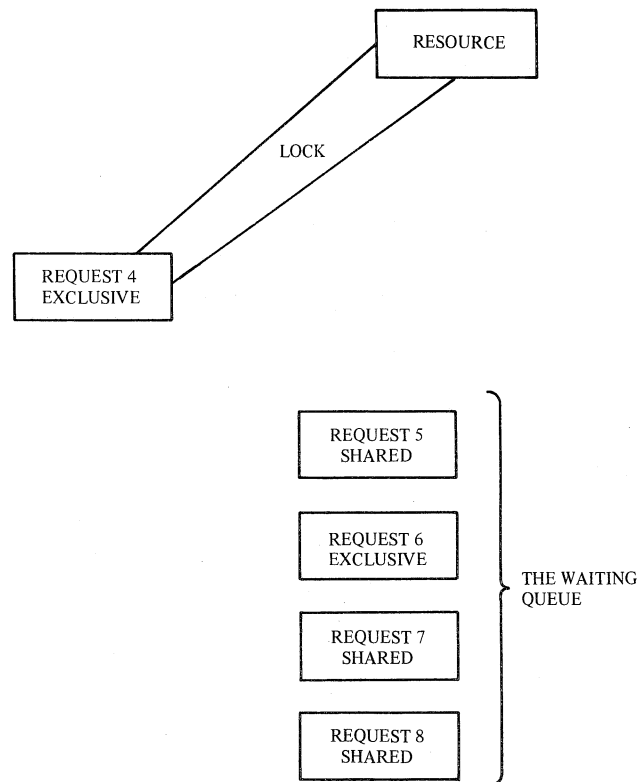 RESOURCE
LOCK
REQUEST 4
EXCLUSIVE
REQUEST 5
SHARED
REQUEST 6
EXCLUSIVE
THE WAITING
QUEUE
REQUEST 7
SHARED
REQUEST 8
SHARED